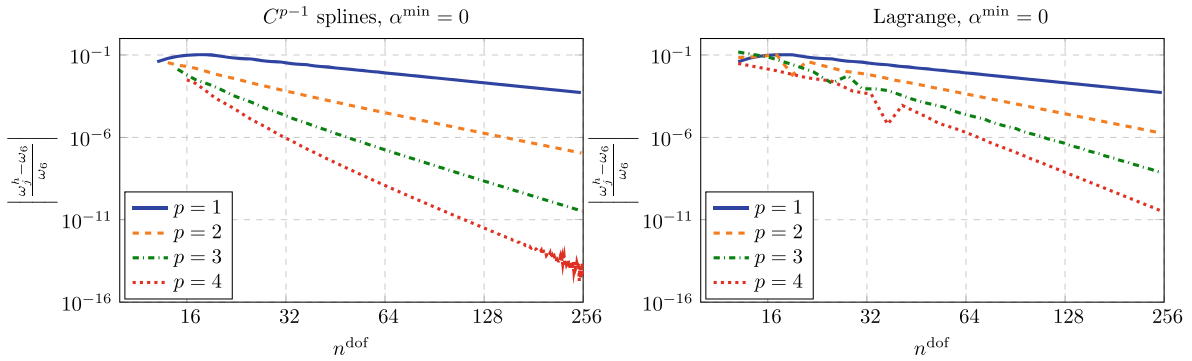 C^{p−1} splines, α^{min} = 0
|ω_j^h − ω_6 / ω_6|
10^{−1}
10^{−6}
10^{−11}
10^{−16}
p = 1
p = 2
p = 3
p = 4
16 32 64 128 256
n^{dof}
Lagrange, α^{min} = 0
|ω_j^h − ω_6 / ω_6|
10^{−1}
10^{−6}
10^{−11}
10^{−16}
p = 1
p = 2
p = 3
p = 4
16 32 64 128 256
n^{dof}